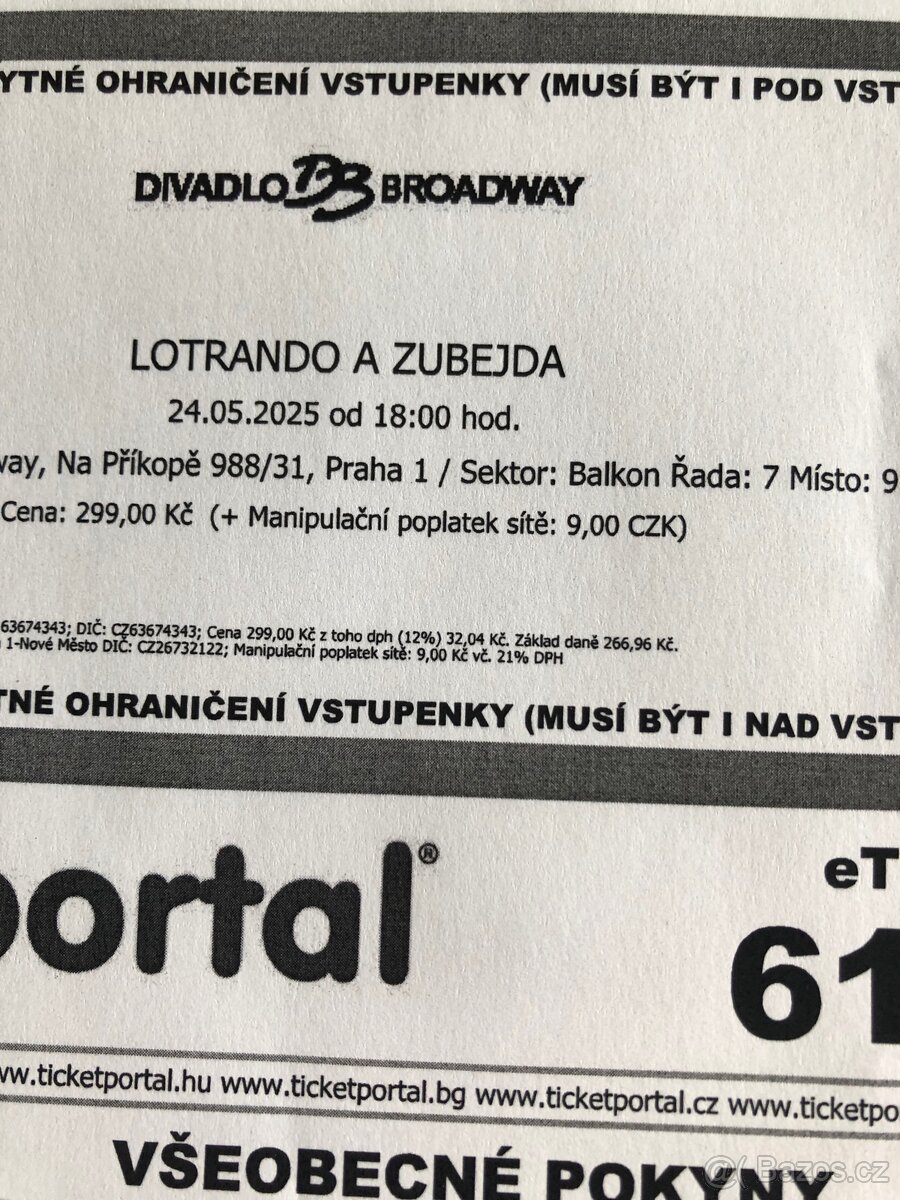 YTNÉ OHRANIČENÍ VSTUPENKY (MUSÍ BÝT I POD VST
DIVADLO BROADWAY
LOTRANDO A ZUBEJDA
24.05.2025 od 18:00 hod.
way, Na Příkopě 988/31, Praha 1 / Sektor: Balkon Řada: 7 Místo: 9
Cena: 299,00 Kč (+ Manipulační poplatek sítě: 9,00 CZK)
63674343; DIČ: CZ63674343; Cena 299,00 Kč z toho dph (12%) 32,04 Kč. Základ daně 266,96 Kč.
1-Nové Město DIČ: CZ26732122; Manipulační poplatek sítě: 9,00 Kč vč. 21% DPH
TNÉ OHRANIČENÍ VSTUPENKY (MUSÍ BÝT I NAD VST
portal®
eT
61
ww.ticketportal.hu www.ticketportal.bg www.ticketportal.cz www.ticketpo
VŠEOBECNÉ POKYNY
@Bazos.cz